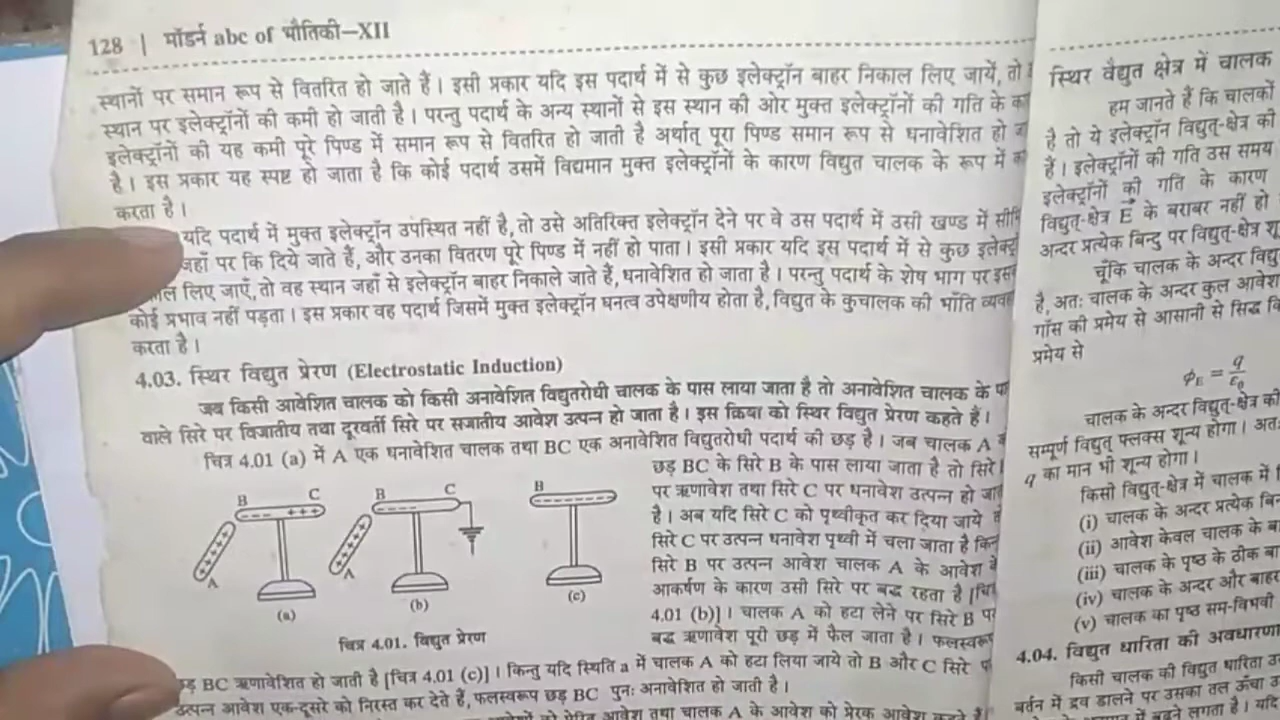 128 | मॉडर्न abc of भौतिकी–XII
स्थानों पर समान रूप से वितरित हो जाते हैं। इसी प्रकार यदि इस पदार्थ में से कुछ इलेक्ट्रॉन बाहर निकाल लिए जायें, तो
स्थान पर इलेक्ट्रॉनों की कमी हो जाती है। परन्तु पदार्थ के अन्य स्थानों से इस स्थान की ओर मुक्त इलेक्ट्रॉनों की गति के
इलेक्ट्रॉनों की यह कमी पूरे पिण्ड में समान रूप से वितरित हो जाती है अर्थात् पूरा पिण्ड समान रूप से धनावेशित हो
है। इस प्रकार यह स्पष्ट हो जाता है कि कोई पदार्थ उसमें विद्यमान मुक्त इलेक्ट्रॉनों के कारण विद्युत चालक के रूप में
करता है।
यदि पदार्थ में मुक्त इलेक्ट्रॉन उपस्थित नहीं है, तो उसे अतिरिक्त इलेक्ट्रॉन देने पर वे उस पदार्थ में उसी खण्ड में
जहाँ पर कि दिये जाते हैं, और उनका वितरण पूरे पिण्ड में नहीं हो पाता। इसी प्रकार यदि इस पदार्थ में से कुछ
लिए जाएँ, तो वह स्थान जहाँ से इलेक्ट्रॉन बाहर निकाले जाते हैं, धनावेशित हो जाता है। परन्तु पदार्थ के शेष भाग पर
कोई प्रभाव नहीं पड़ता। इस प्रकार वह पदार्थ जिसमें मुक्त इलेक्ट्रॉन घनत्व उपेक्षणीय होता है, विद्युत के कुचालक की भाँति
करता है।
4.03. स्थिर विद्युत प्रेरण (Electrostatic Induction)
जब किसी आवेशित चालक को किसी अनावेशित विद्युतरोधी चालक के पास लाया जाता है तो अनावेशित चालक के
वाले सिरे पर विजातीय तथा दूरवर्ती सिरे पर सजातीय आवेश उत्पन्न हो जाता है। इस क्रिया को स्थिर विद्युत प्रेरण कहते हैं।
चित्र 4.01 (a) में A एक धनावेशित चालक तथा BC एक अनावेशित विद्युतरोधी पदार्थ की छड़ है। जब चालक A
छड़ BC के सिरे B के पास लाया जाता है तो सिरे
पर ऋणावेश तथा सिरे C पर धनावेश उत्पन्न हो
है। अब यदि सिरे C को पृथ्वीकृत कर दिया जाये
सिरे C पर उत्पन्न धनावेश पृथ्वी में चला जाता है
सिरे B पर उत्पन्न आवेश चालक A के आवेश
आकर्षण के कारण उसी सिरे पर बद्ध रहता है
4.01 (b)]। चालक A को हटा लेने पर सिरे B
बद्ध ऋणावेश पूरी छड़ में फैल जाता है।
B C
A
(a)
B C
A
(b)
B
(c)
चित्र 4.01. विद्युत प्रेरण
BC ऋणावेशित हो जाती है [चित्र 4.01 (c)]। किन्तु यदि स्थिति a में चालक A को हटा लिया जाये तो B और C सिरे
उत्पन्न आवेश एक-दूसरे को निरस्त कर देते हैं, फलस्वरूप छड़ BC पुनः अनावेशित हो जाती है।
आवेश तथा चालक A के आवेश को प्रेरक आवेश
स्थिर वैद्युत क्षेत्र में चालक
हम जानते हैं कि चालकों
है तो ये इलेक्ट्रॉन विद्युत्-क्षेत्र की
हैं। इलेक्ट्रॉनों की गति उस समय
इलेक्ट्रॉनों की गति के कारण
विद्युत्-क्षेत्र E⃗ के बराबर नहीं हो
अन्दर प्रत्येक बिन्दु पर विद्युत्-क्षेत्र
चूँकि चालक के अन्दर
है, अतः चालक के अन्दर कुल आवेश
गॉस की प्रमेय से आसानी से सिद्ध
प्रमेय से
ϕE = q/ε0
चालक के अन्दर विद्युत्-क्षेत्र की
सम्पूर्ण विद्युत् फ्लक्स शून्य होगा।
q का मान भी शून्य होगा।
किसी विद्युत्-क्षेत्र में चालक में
(i) चालक के अन्दर प्रत्येक
(ii) आवेश केवल चालक के
(iii) चालक के पृष्ठ के ठीक
(iv) चालक के अन्दर और बाहर
(v) चालक का पृष्ठ सम-विभवी
4.04. विद्युत धारिता की अवधारणा
किसी चालक की विद्युत धारिता
बर्तन में द्रव डालने पर उसका तल ऊँचा
लगता है। यदि